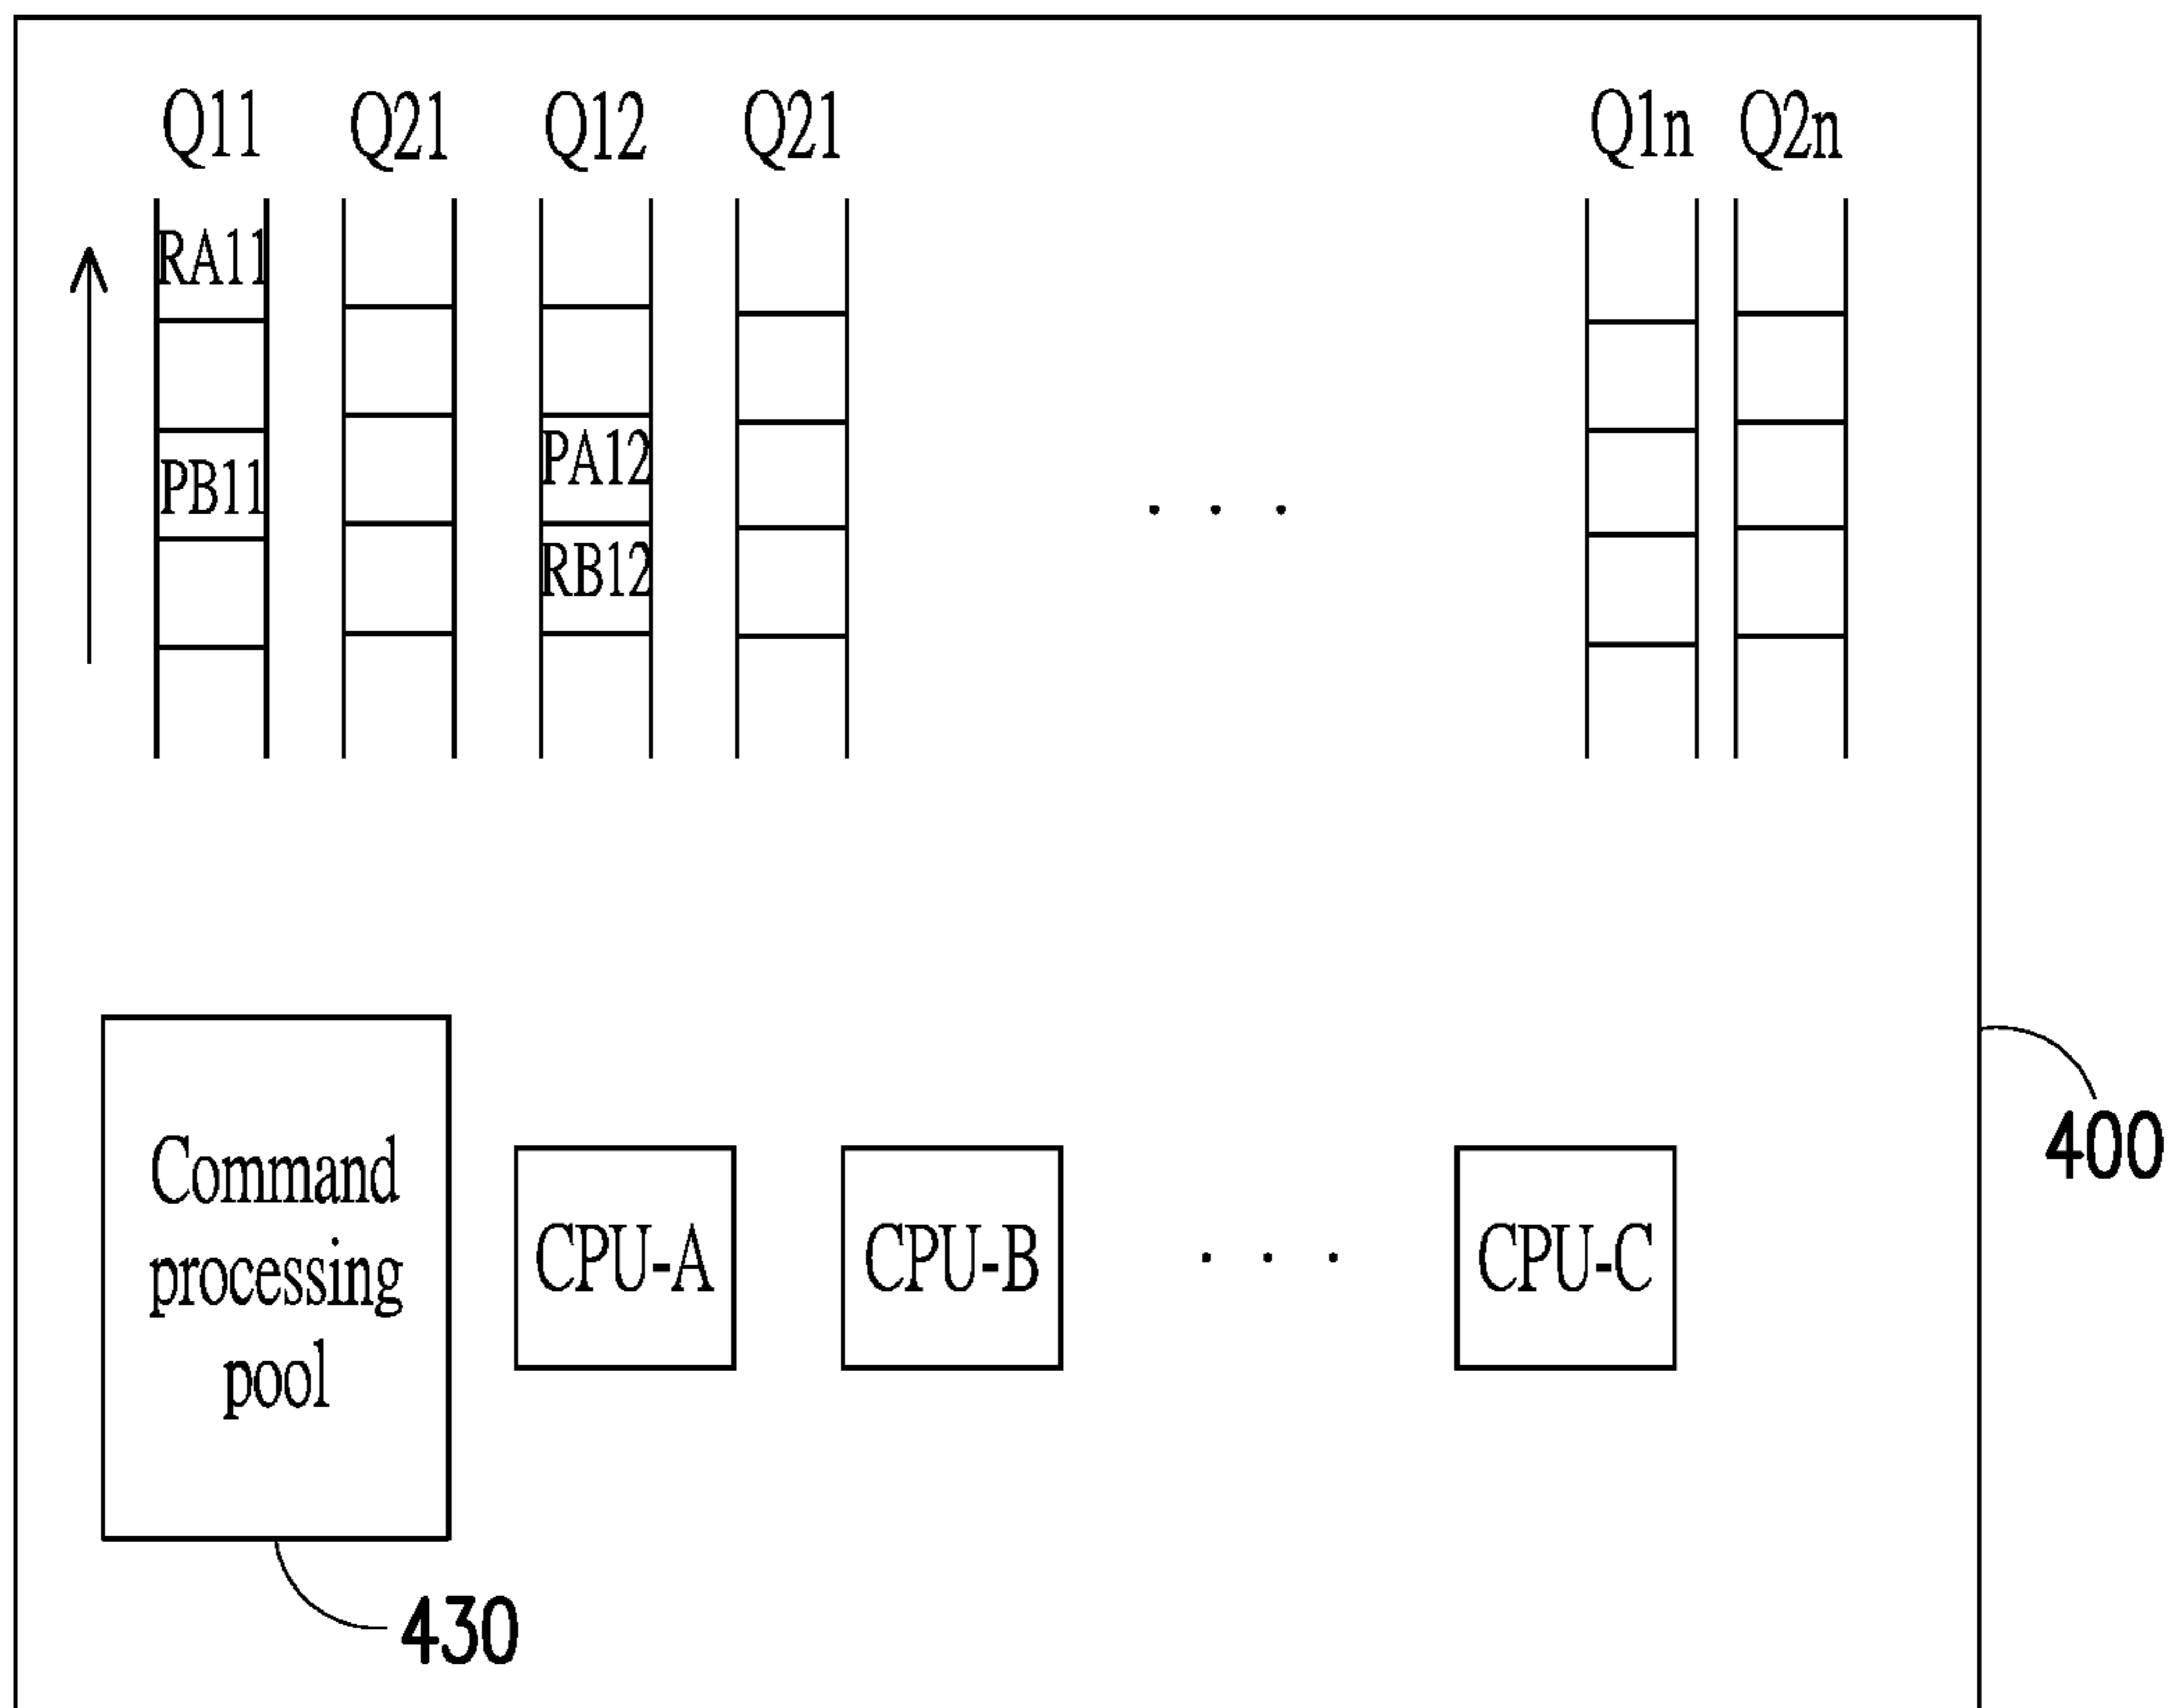 Q11 Q21 Q12 Q21 Q1n Q2n
RA11
PB11 PA12
RB12
. . .
Command
processing
pool
CPU-A CPU-B . . . CPU-C
400
430